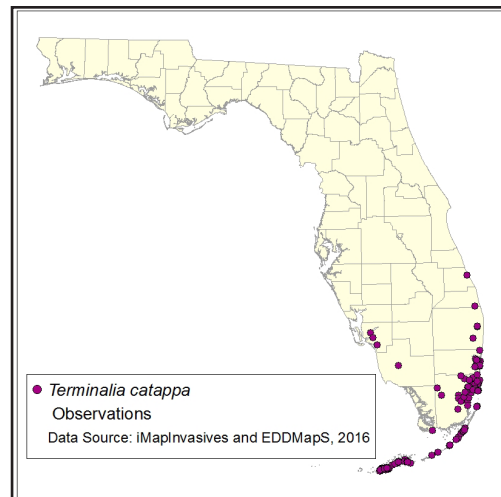 Terminalia catappa
Observations
Data Source: iMapInvasives and EDDMapS, 2016